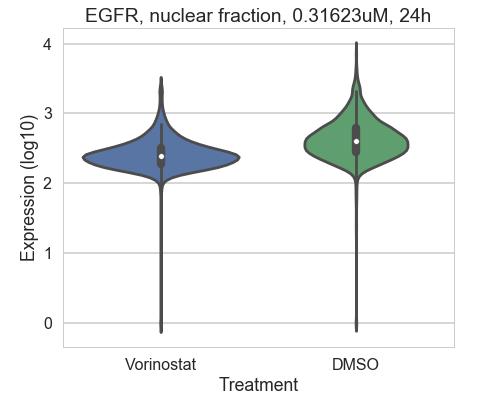 EGFR, nuclear fraction, 0.31623uM, 24h
4
3
2
1
0
Expression (log10)
Vorinostat
DMSO
Treatment